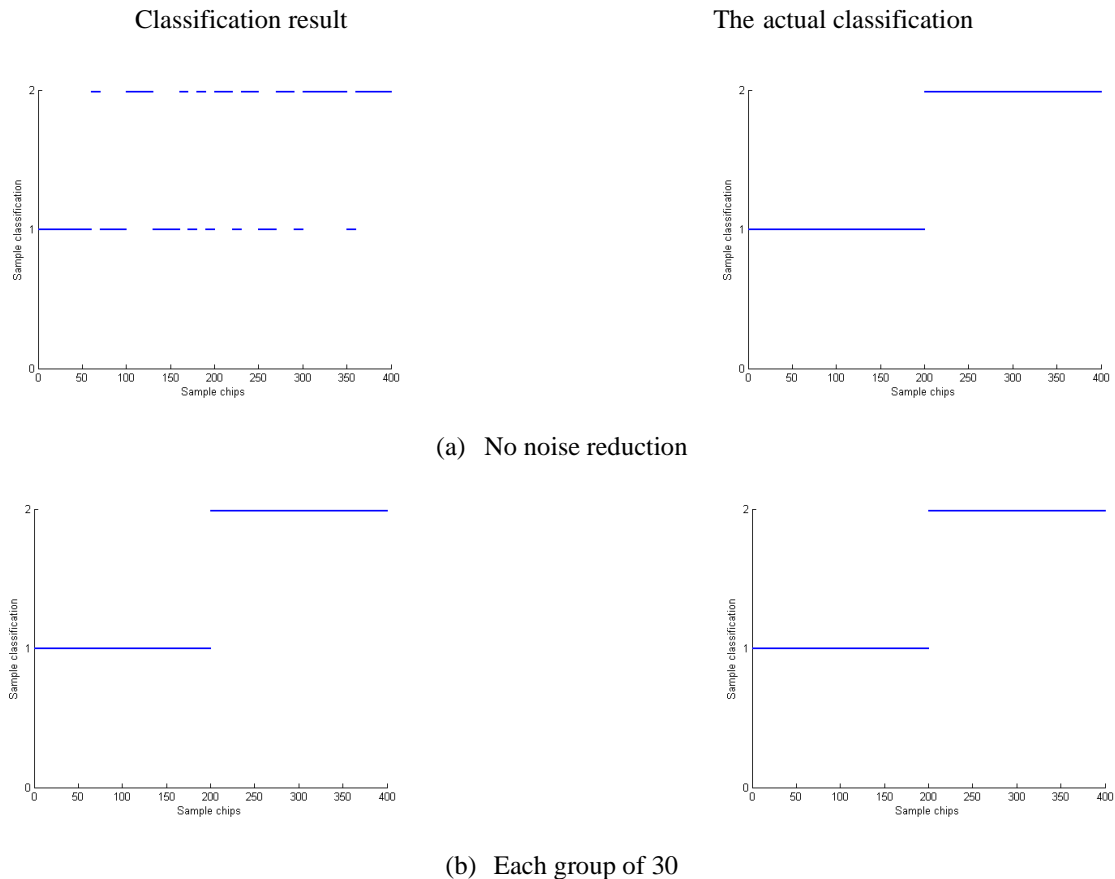 Classification result
The actual classification
2
1
0
Sample classification
0 50 100 150 200 250 300 350 400
Sample chips
2
1
0
Sample classification
0 50 100 150 200 250 300 350 400
Sample chips
(a) No noise reduction
2
1
0
Sample classification
0 50 100 150 200 250 300 350 400
Sample chips
2
1
0
Sample classification
0 50 100 150 200 250 300 350 400
Sample chips
(b) Each group of 30